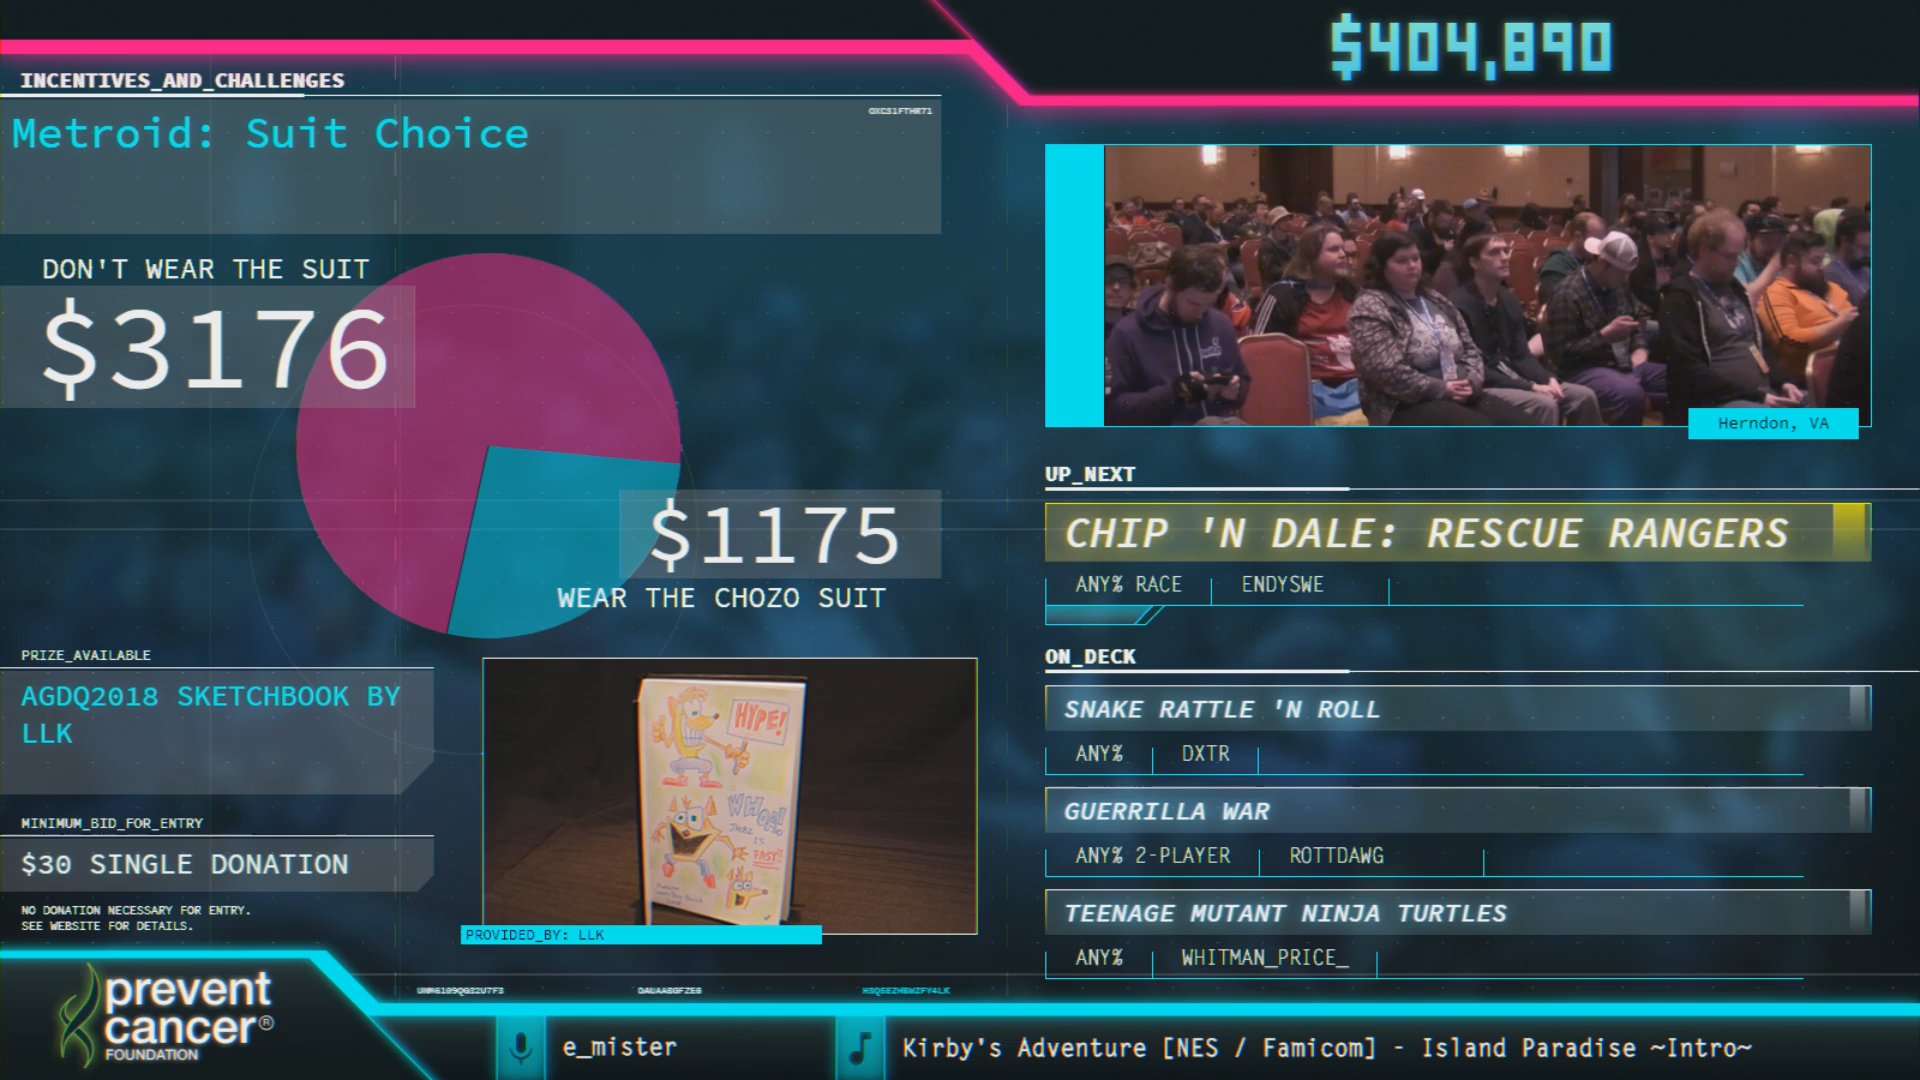 $404,890
INCENTIVES_AND_CHALLENGES
Metroid: Suit Choice
DON'T WEAR THE SUIT
$3176
$1175
WEAR THE CHOZO SUIT
PRIZE_AVAILABLE
AGDQ2018 SKETCHBOOK BY
LLK
MINIMUM_BID_FOR_ENTRY
$30 SINGLE DONATION
NO DONATION NECESSARY FOR ENTRY.
SEE WEBSITE FOR DETAILS.
HYPE!
WHOA!
IS
FAST!
PROVIDED_BY: LLK
Herndon, VA
UP_NEXT
CHIP 'N DALE: RESCUE RANGERS
ANY% RACE ENDYSWE
ON_DECK
SNAKE RATTLE 'N ROLL
ANY% DXTR
GUERRILLA WAR
ANY% 2-PLAYER ROTTDAWG
TEENAGE MUTANT NINJA TURTLES
ANY% WHITMAN_PRICE_
prevent
cancer®
FOUNDATION
e_mister
Kirby's Adventure [NES / Famicom] - Island Paradise ~Intro~